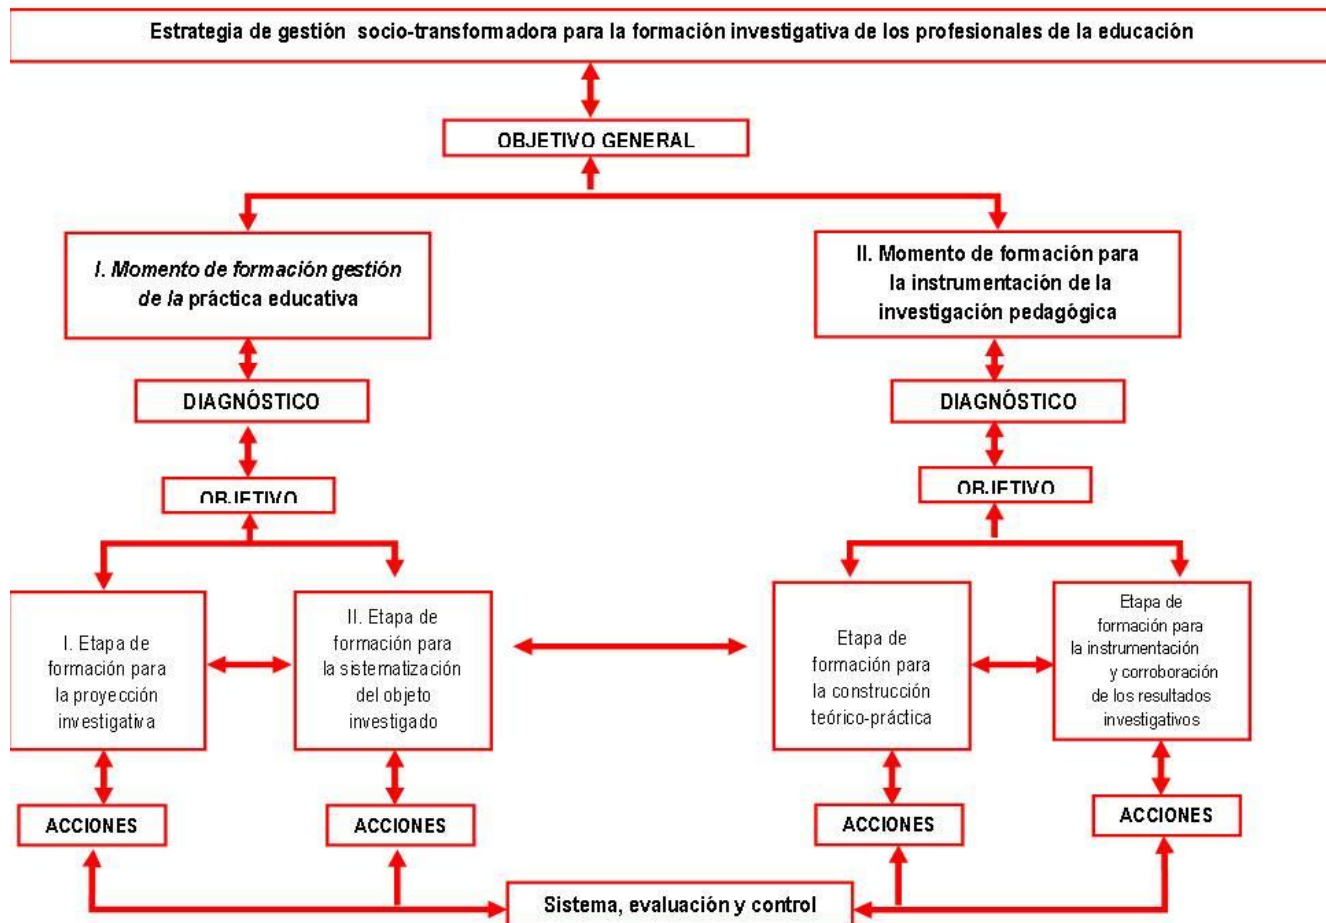 Estrategia de gestión socio-transformadora para la formación investigativa de los profesionales de la educación
OBJETIVO GENERAL
I. Momento de formación gestión
de la práctica educativa
II. Momento de formación para
la instrumentación de la
investigación pedagógica
DIAGNÓSTICO
DIAGNÓSTICO
OBJETIVO
OBJETIVO
I. Etapa de
formación para
la proyección
investigativa
II. Etapa de
formación para
la sistematización
del objeto
investigado
Etapa de
formación para
la construcción
teórico-práctica
Etapa de
formación para
la instrumentación
y corroboración
de los resultados
investigativos
ACCIONES
ACCIONES
ACCIONES
ACCIONES
Sistema, evaluación y control